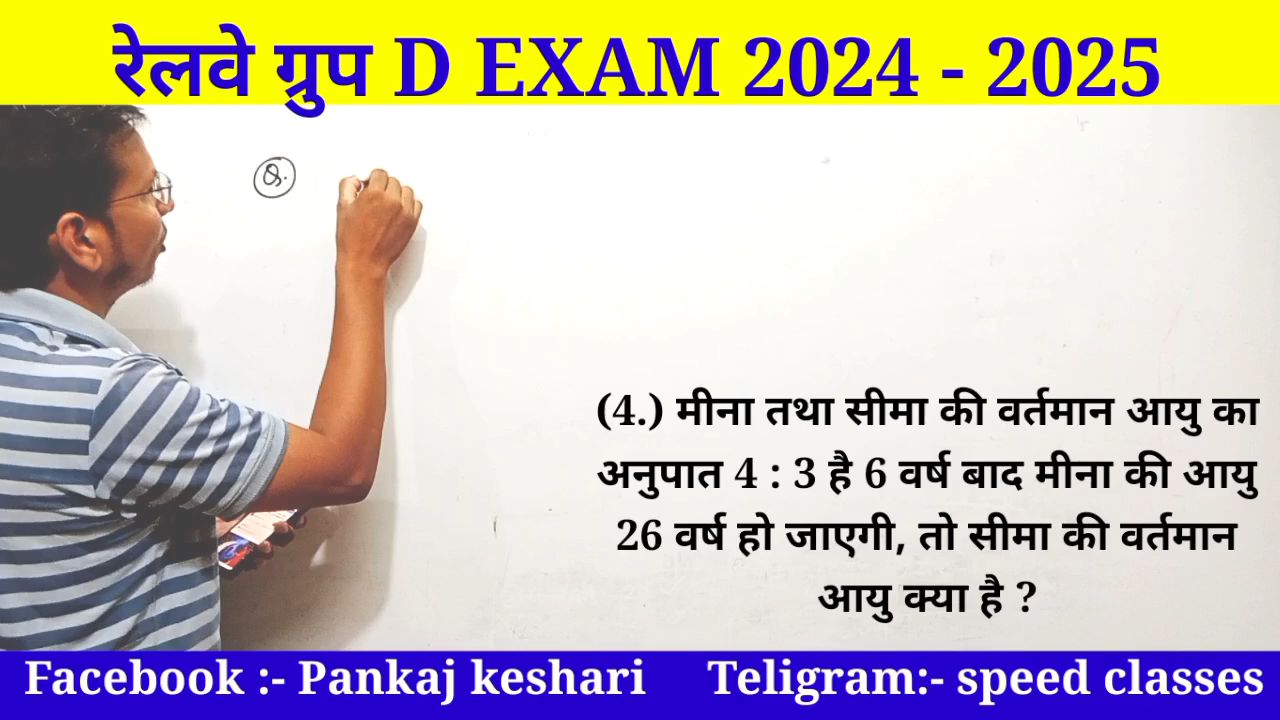 रेलवे ग्रुप D EXAM 2024 - 2025
Q.
(4.) मीना तथा सीमा की वर्तमान आयु का
अनुपात 4 : 3 है 6 वर्ष बाद मीना की आयु
26 वर्ष हो जाएगी, तो सीमा की वर्तमान
आयु क्या है ?
Facebook :- Pankaj keshari Teligram:- speed classes